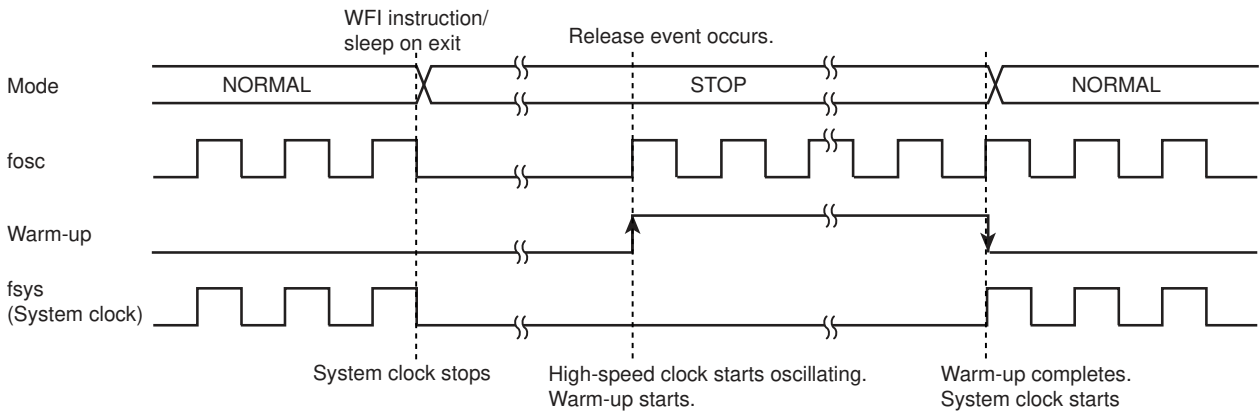 WFI instruction/
sleep on exit
Release event occurs.
Mode
NORMAL
STOP
NORMAL
fosc
Warm-up
fsys
(System clock)
System clock stops
High-speed clock starts oscillating.
Warm-up starts.
Warm-up completes.
System clock starts